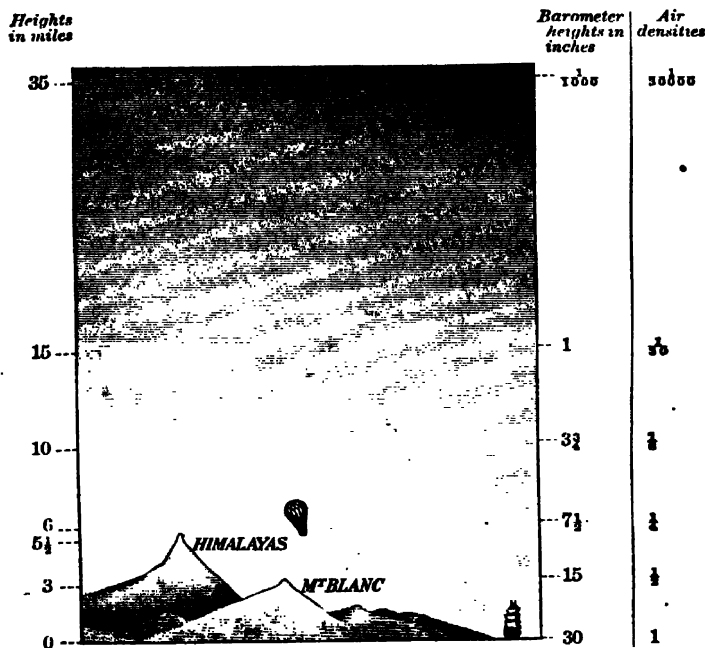 Heights
in miles
Barometer
heights in
inches
Air
densities
35
1/1000
1/30000
15
1
1/30
10
3¾
1/8
6
7½
1/4
5½
HIMALAYAS
3
Mᵀ BLANC
15
1/2
0
30
1